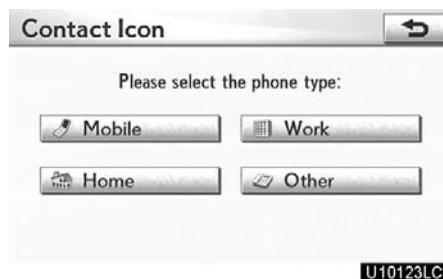 Contact Icon
Please select the phone type:
Mobile Work
Home Other
U10123LC